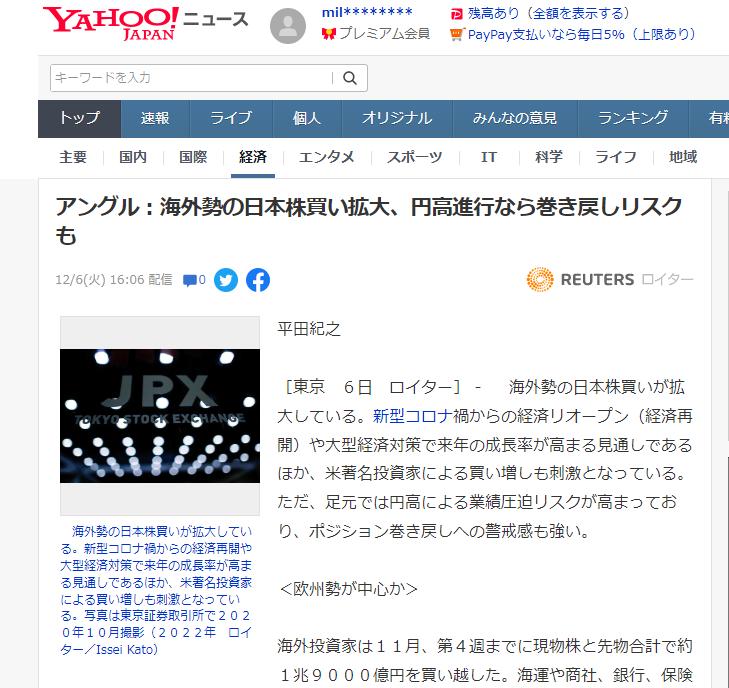 YAHOO! ニュース
JAPAN
mil********
プレミアム会員
残高あり（全額を表示する）
PayPay支払いなら毎日5%（上限あり）
キーワードを入力
トップ 速報 ライブ 個人 オリジナル みんなの意見 ランキング 有料
主要 国内 国際 経済 エンタメ スポーツ IT 科学 ライフ 地域
アングル：海外勢の日本株買い拡大、円高進行なら巻き戻しリスク
も
12/6(火) 16:06 配信 0
REUTERS ロイター
JPX
TOKYO STOCK EXCHANGE
海外勢の日本株買いが拡大してい
る。新型コロナ禍からの経済再開や
大型経済対策で来年の成長率が高ま
る見通しであるほか、米著名投資家
による買い増しも刺激となってい
る。写真は東京証券取引所で２０２
０年１０月撮影（２０２２年　ロイ
ター／Issei Kato）
平田紀之
［東京　６日　ロイター］ -　 海外勢の日本株買いが拡
大している。新型コロナ禍からの経済リオープン（経済再
開）や大型経済対策で来年の成長率が高まる見通しである
ほか、米著名投資家による買い増しも刺激となっている。
ただ、足元では円高による業績圧迫リスクが高まってお
り、ポジション巻き戻しへの警戒感も強い。
＜欧州勢が中心か＞
海外投資家は１１月、第４週までに現物株と先物合計で約
１兆９０００億円を買い越した。海運や商社、銀行、保険